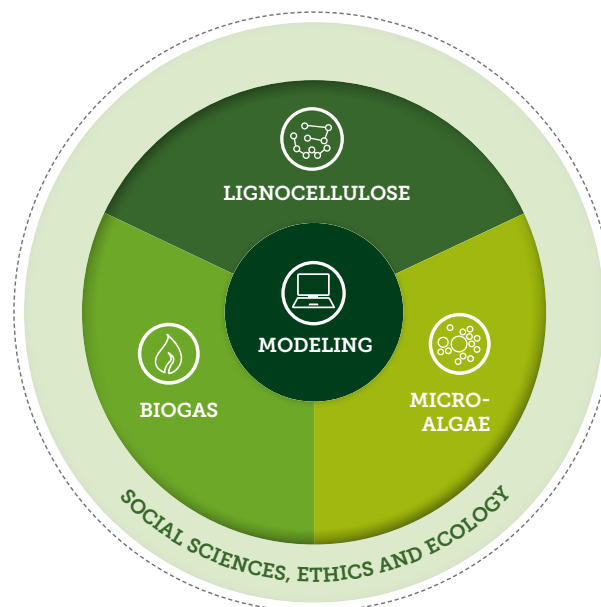 LIGNOCELLULOSE
MODELING
BIOGAS
MICRO-
ALGAE
SOCIAL SCIENCES, ETHICS AND ECOLOGY